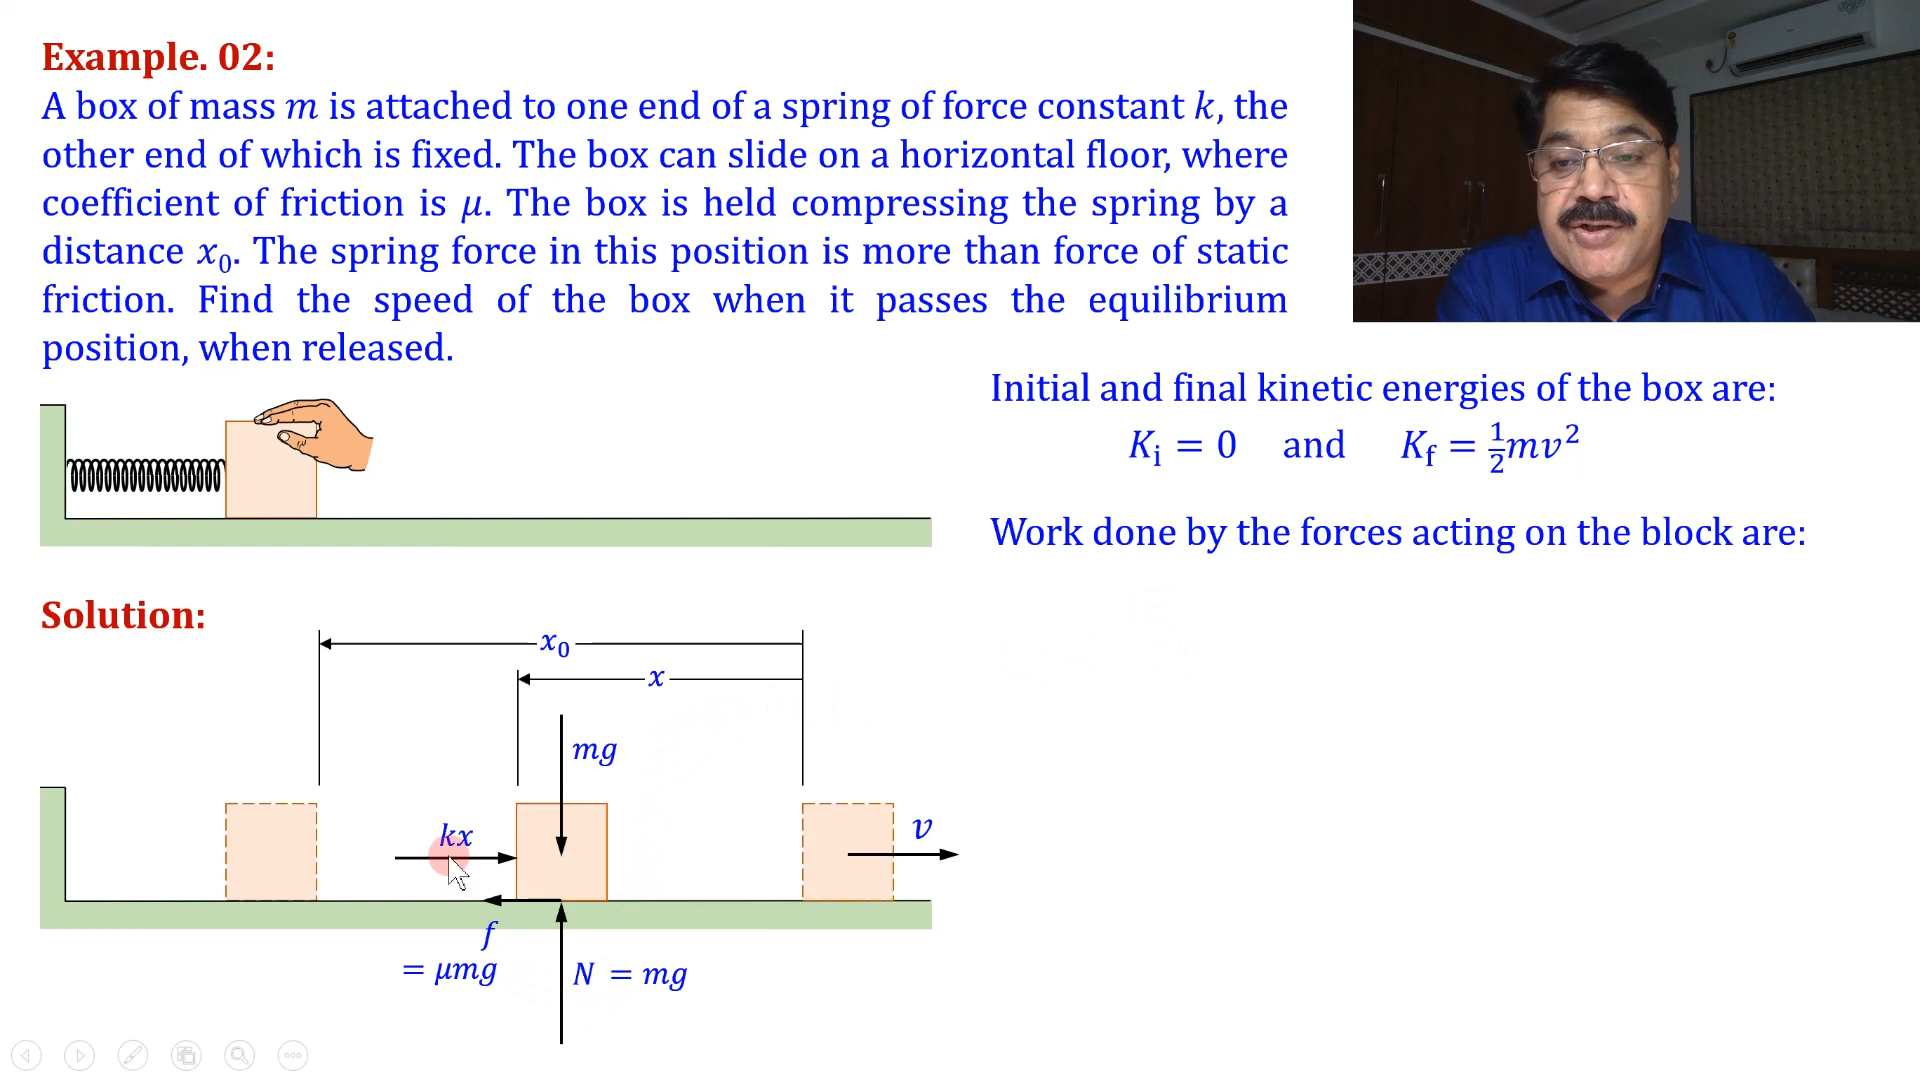 Example. 02:
A box of mass m is attached to one end of a spring of force constant k, the
other end of which is fixed. The box can slide on a horizontal floor, where
coefficient of friction is μ. The box is held compressing the spring by a
distance x₀. The spring force in this position is more than force of static
friction. Find the speed of the box when it passes the equilibrium
position, when released.
Initial and final kinetic energies of the box are:
Kᵢ = 0 and K_f = ½mv²
Work done by the forces acting on the block are:
Solution:
x₀
x
mg
kx
v
f
= μmg
N = mg